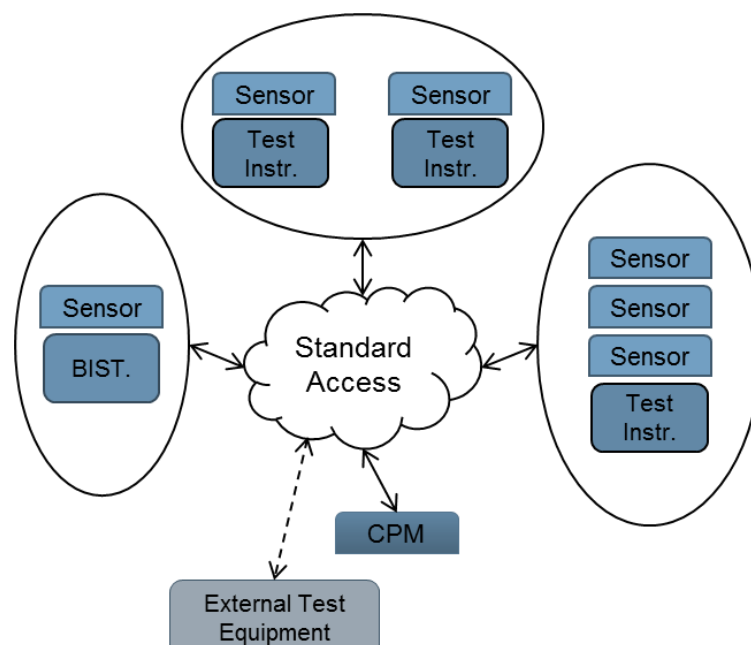 Sensor
Sensor
Test
Instr.
Test
Instr.
Sensor
BIST.
Standard
Access
Sensor
Sensor
Sensor
Test
Instr.
CPM
External Test
Equipment